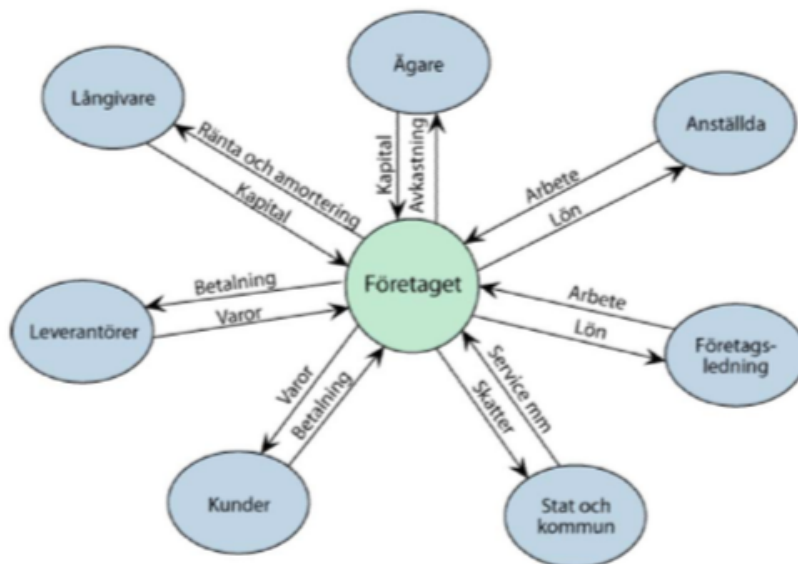 Ägare
Långivare
Anställda
Ränta och amortering
Kapital
Kapital
Avkastning
Arbete
Lön
Företaget
Betalning
Varor
Leverantörer
Arbete
Lön
Företags-
ledning
Varor
Betalning
Service mm
Skatter
Kunder
Stat och
kommun